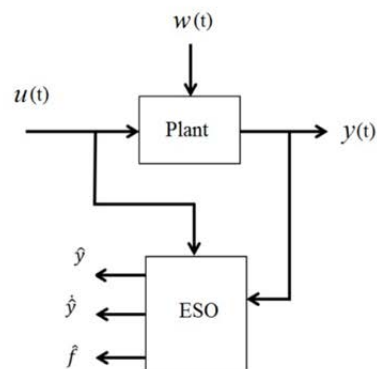 w(t)
u(t)
Plant
y(t)
ŷ
ŷ̇
ESO
f̂